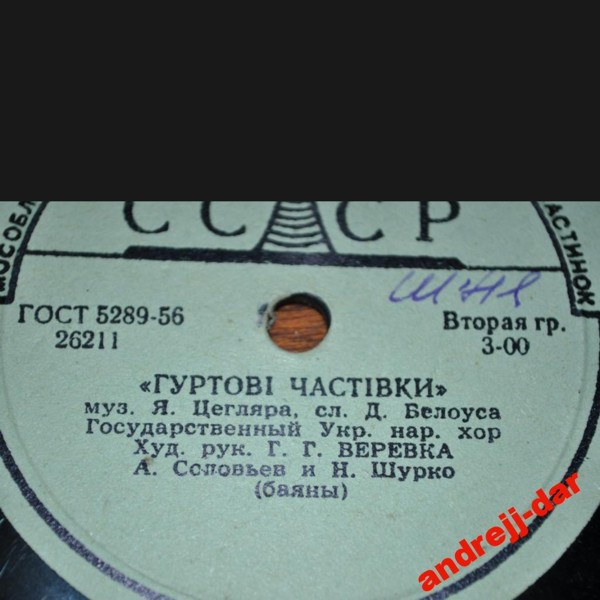 СССР
ГОСТ 5289-56
26211
Вторая гр.
3-00
«ГУРТОВІ ЧАСТІВКИ»
муз. Я. Цегляра, сл. Д. Белоуса
Государственный Укр. нар. хор
Худ. рук. Г. Г. ВЕРЕВКА
А. Соловьев и Н. Шурко
(баяны)
andrejj-dar